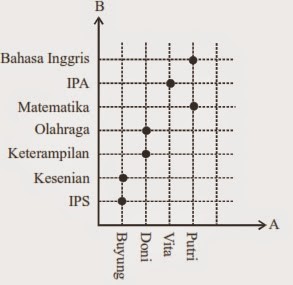 B
Bahasa Inggris
IPA
Matematika
Olahraga
Keterampilan
Kesenian
IPS
A
Buyung
Doni
Vita
Putri